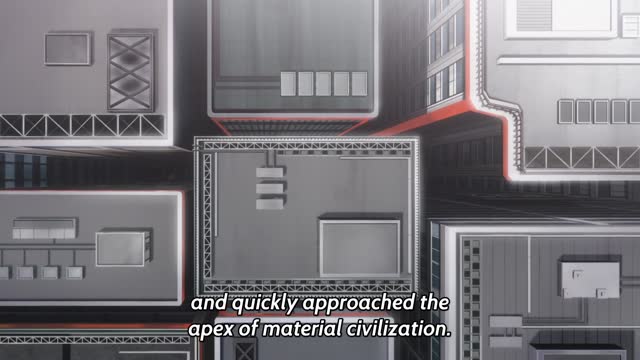 and quickly approached the
apex of material civilization.